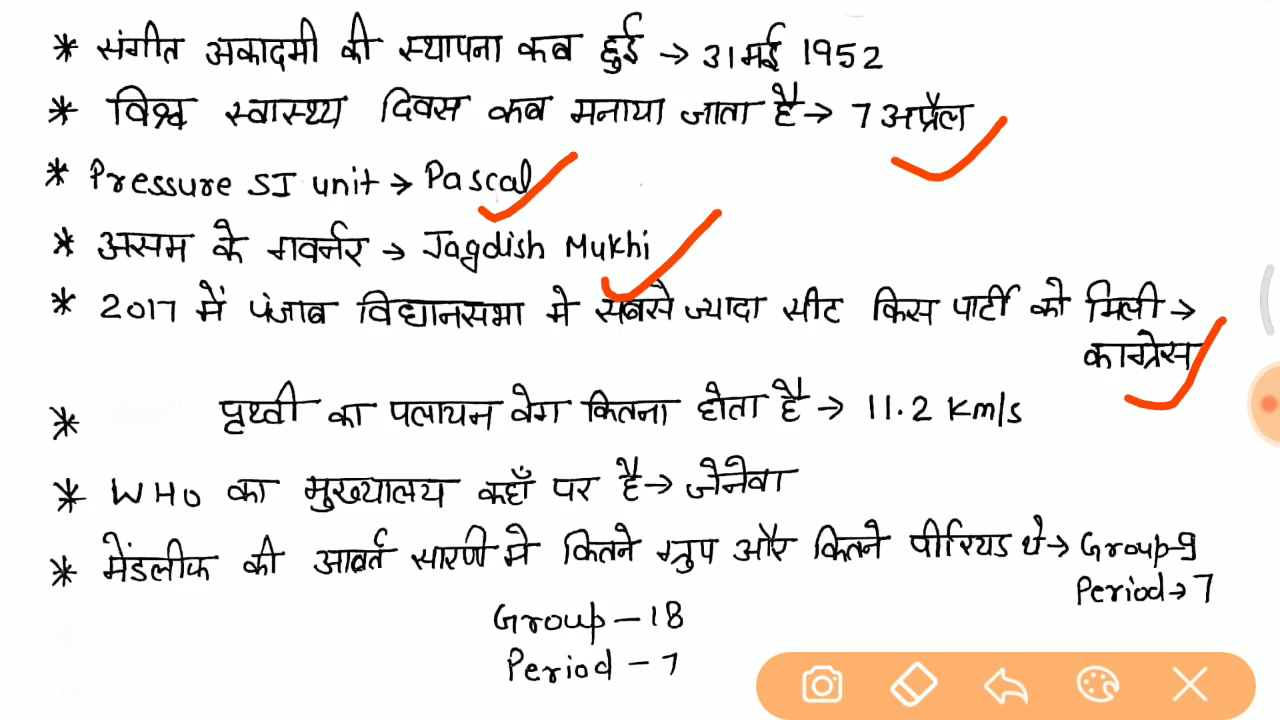 * संगीत अकादमी की स्थापना कब हुई → 31 मई 1952
* विश्व स्वास्थ्य दिवस कब मनाया जाता है → 7 अप्रैल
* Pressure SI unit → Pascal
* असम के गवर्नर → Jagdish Mukhi
* 2017 में पंजाब विधानसभा मे सबसे ज्यादा सीट किस पार्टी को मिली →
काग्रेस
* पृथ्वी का पलायन वेग कितना होता है → 11.2 Km/s
* WHO का मुख्यालय कहाँ पर है → जेनेवा
* मेंडलीफ की आवर्त सारणी मे कितने ग्रुप और कितने पीरियड थे → Group-9
Period → 7
Group - 18
Period - 7